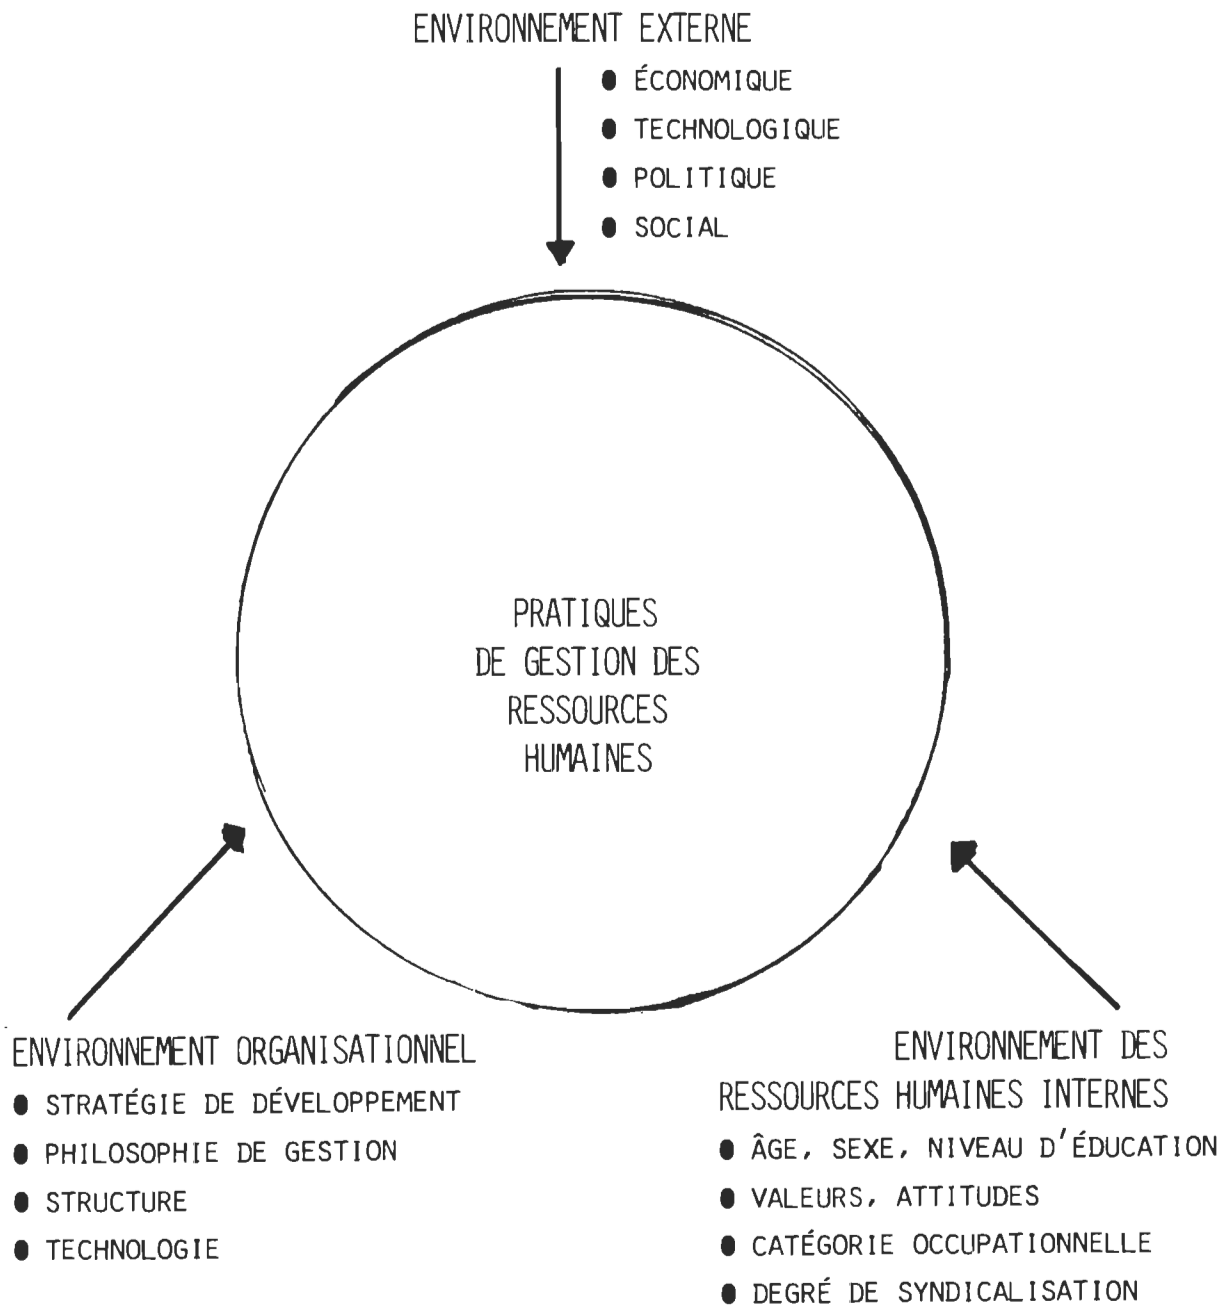 ENVIRONNEMENT EXTERNE
● ÉCONOMIQUE
● TECHNOLOGIQUE
● POLITIQUE
● SOCIAL
PRATIQUES
DE GESTION DES
RESSOURCES
HUMAINES
ENVIRONNEMENT ORGANISATIONNEL
● STRATÉGIE DE DÉVELOPPEMENT
● PHILOSOPHIE DE GESTION
● STRUCTURE
● TECHNOLOGIE
ENVIRONNEMENT DES
RESSOURCES HUMAINES INTERNES
● ÂGE, SEXE, NIVEAU D'ÉDUCATION
● VALEURS, ATTITUDES
● CATÉGORIE OCCUPATIONNELLE
● DEGRÉ DE SYNDICALISATION